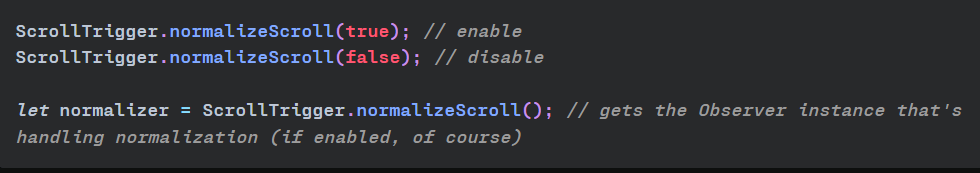 ScrollTrigger.normalizeScroll(true); // enable
ScrollTrigger.normalizeScroll(false); // disable
let normalizer = ScrollTrigger.normalizeScroll(); // gets the Observer instance that's
handling normalization (if enabled, of course)